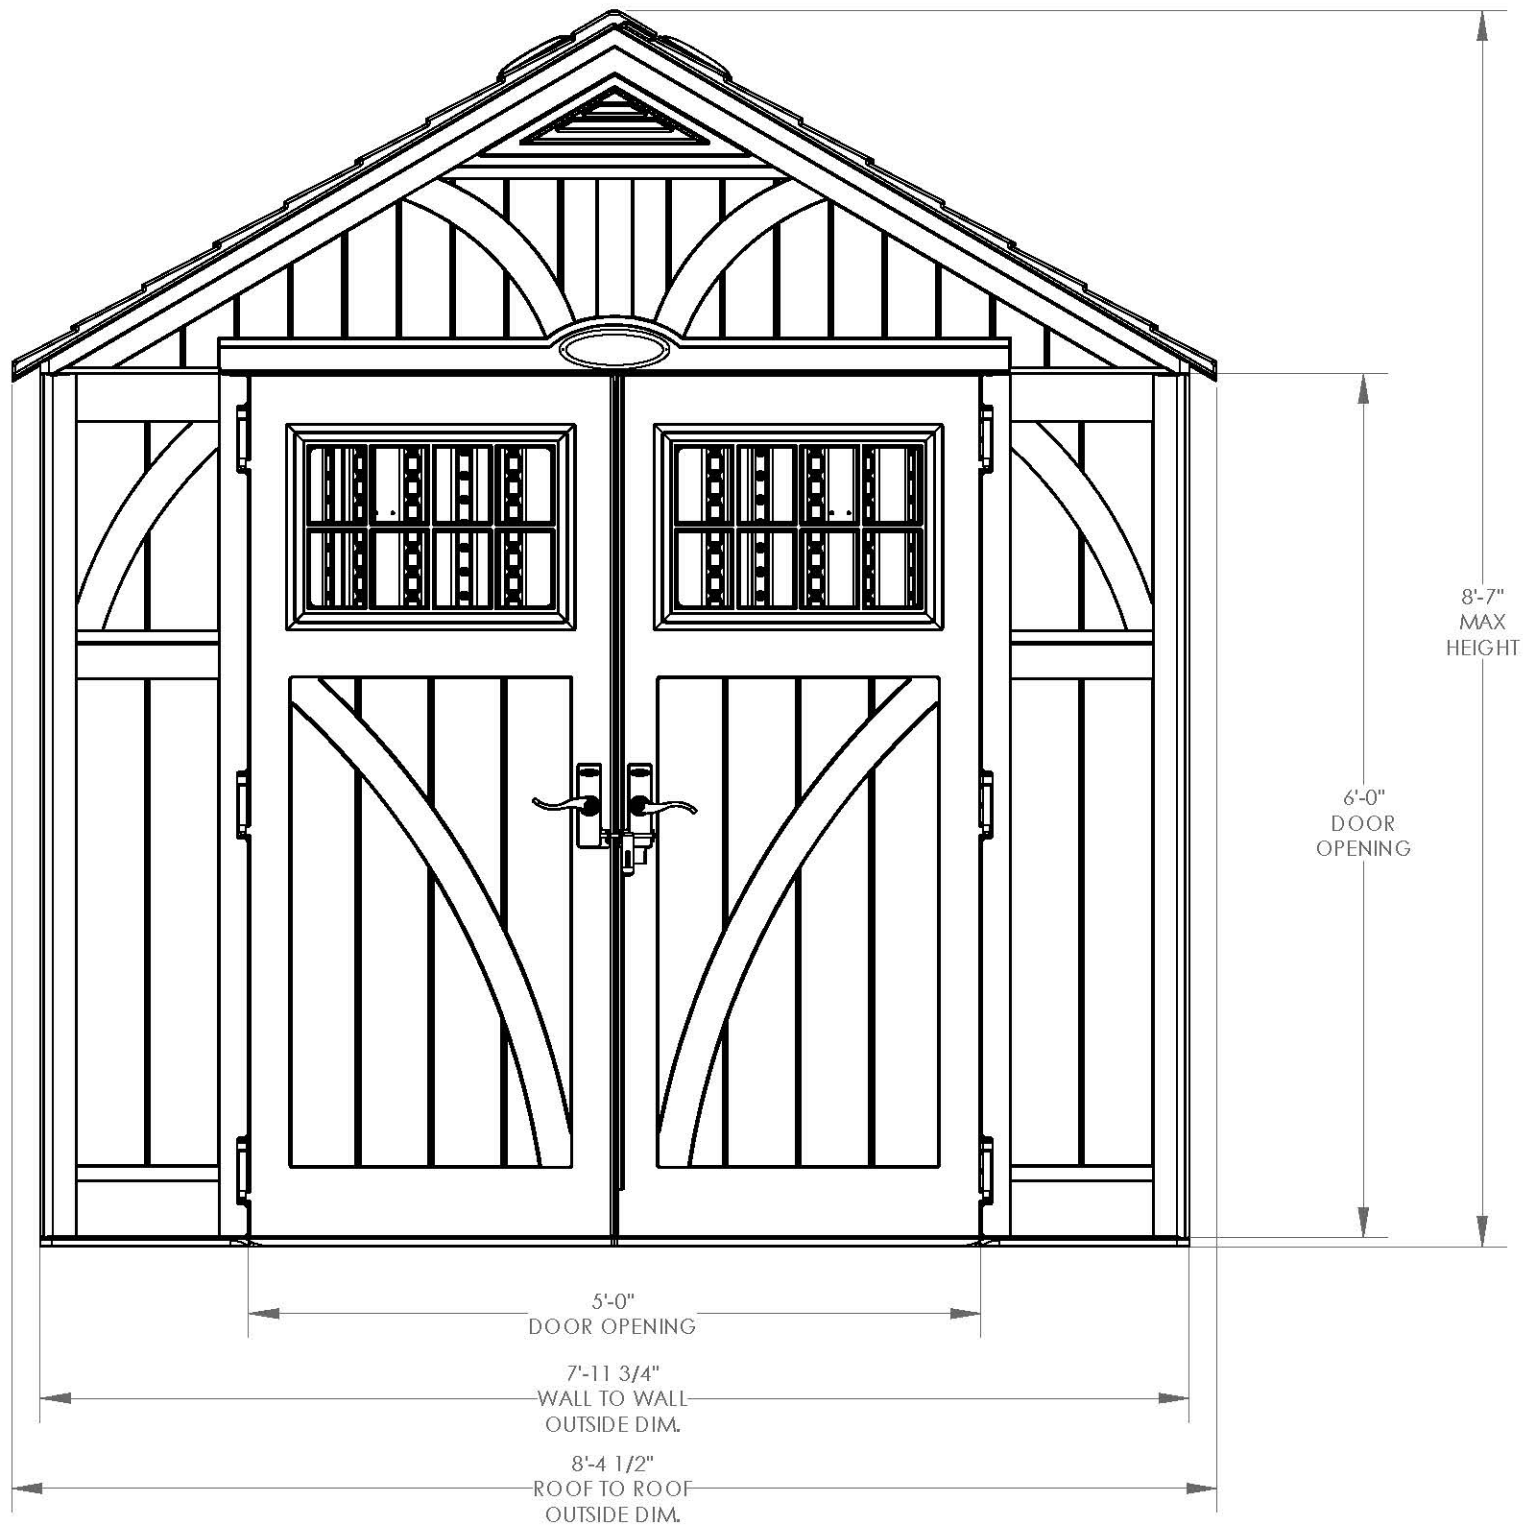 8'-7"
MAX
HEIGHT
6'-0"
DOOR
OPENING
5'-0"
DOOR OPENING
7'-11 3/4"
WALL TO WALL
OUTSIDE DIM.
8'-4 1/2"
ROOF TO ROOF
OUTSIDE DIM.